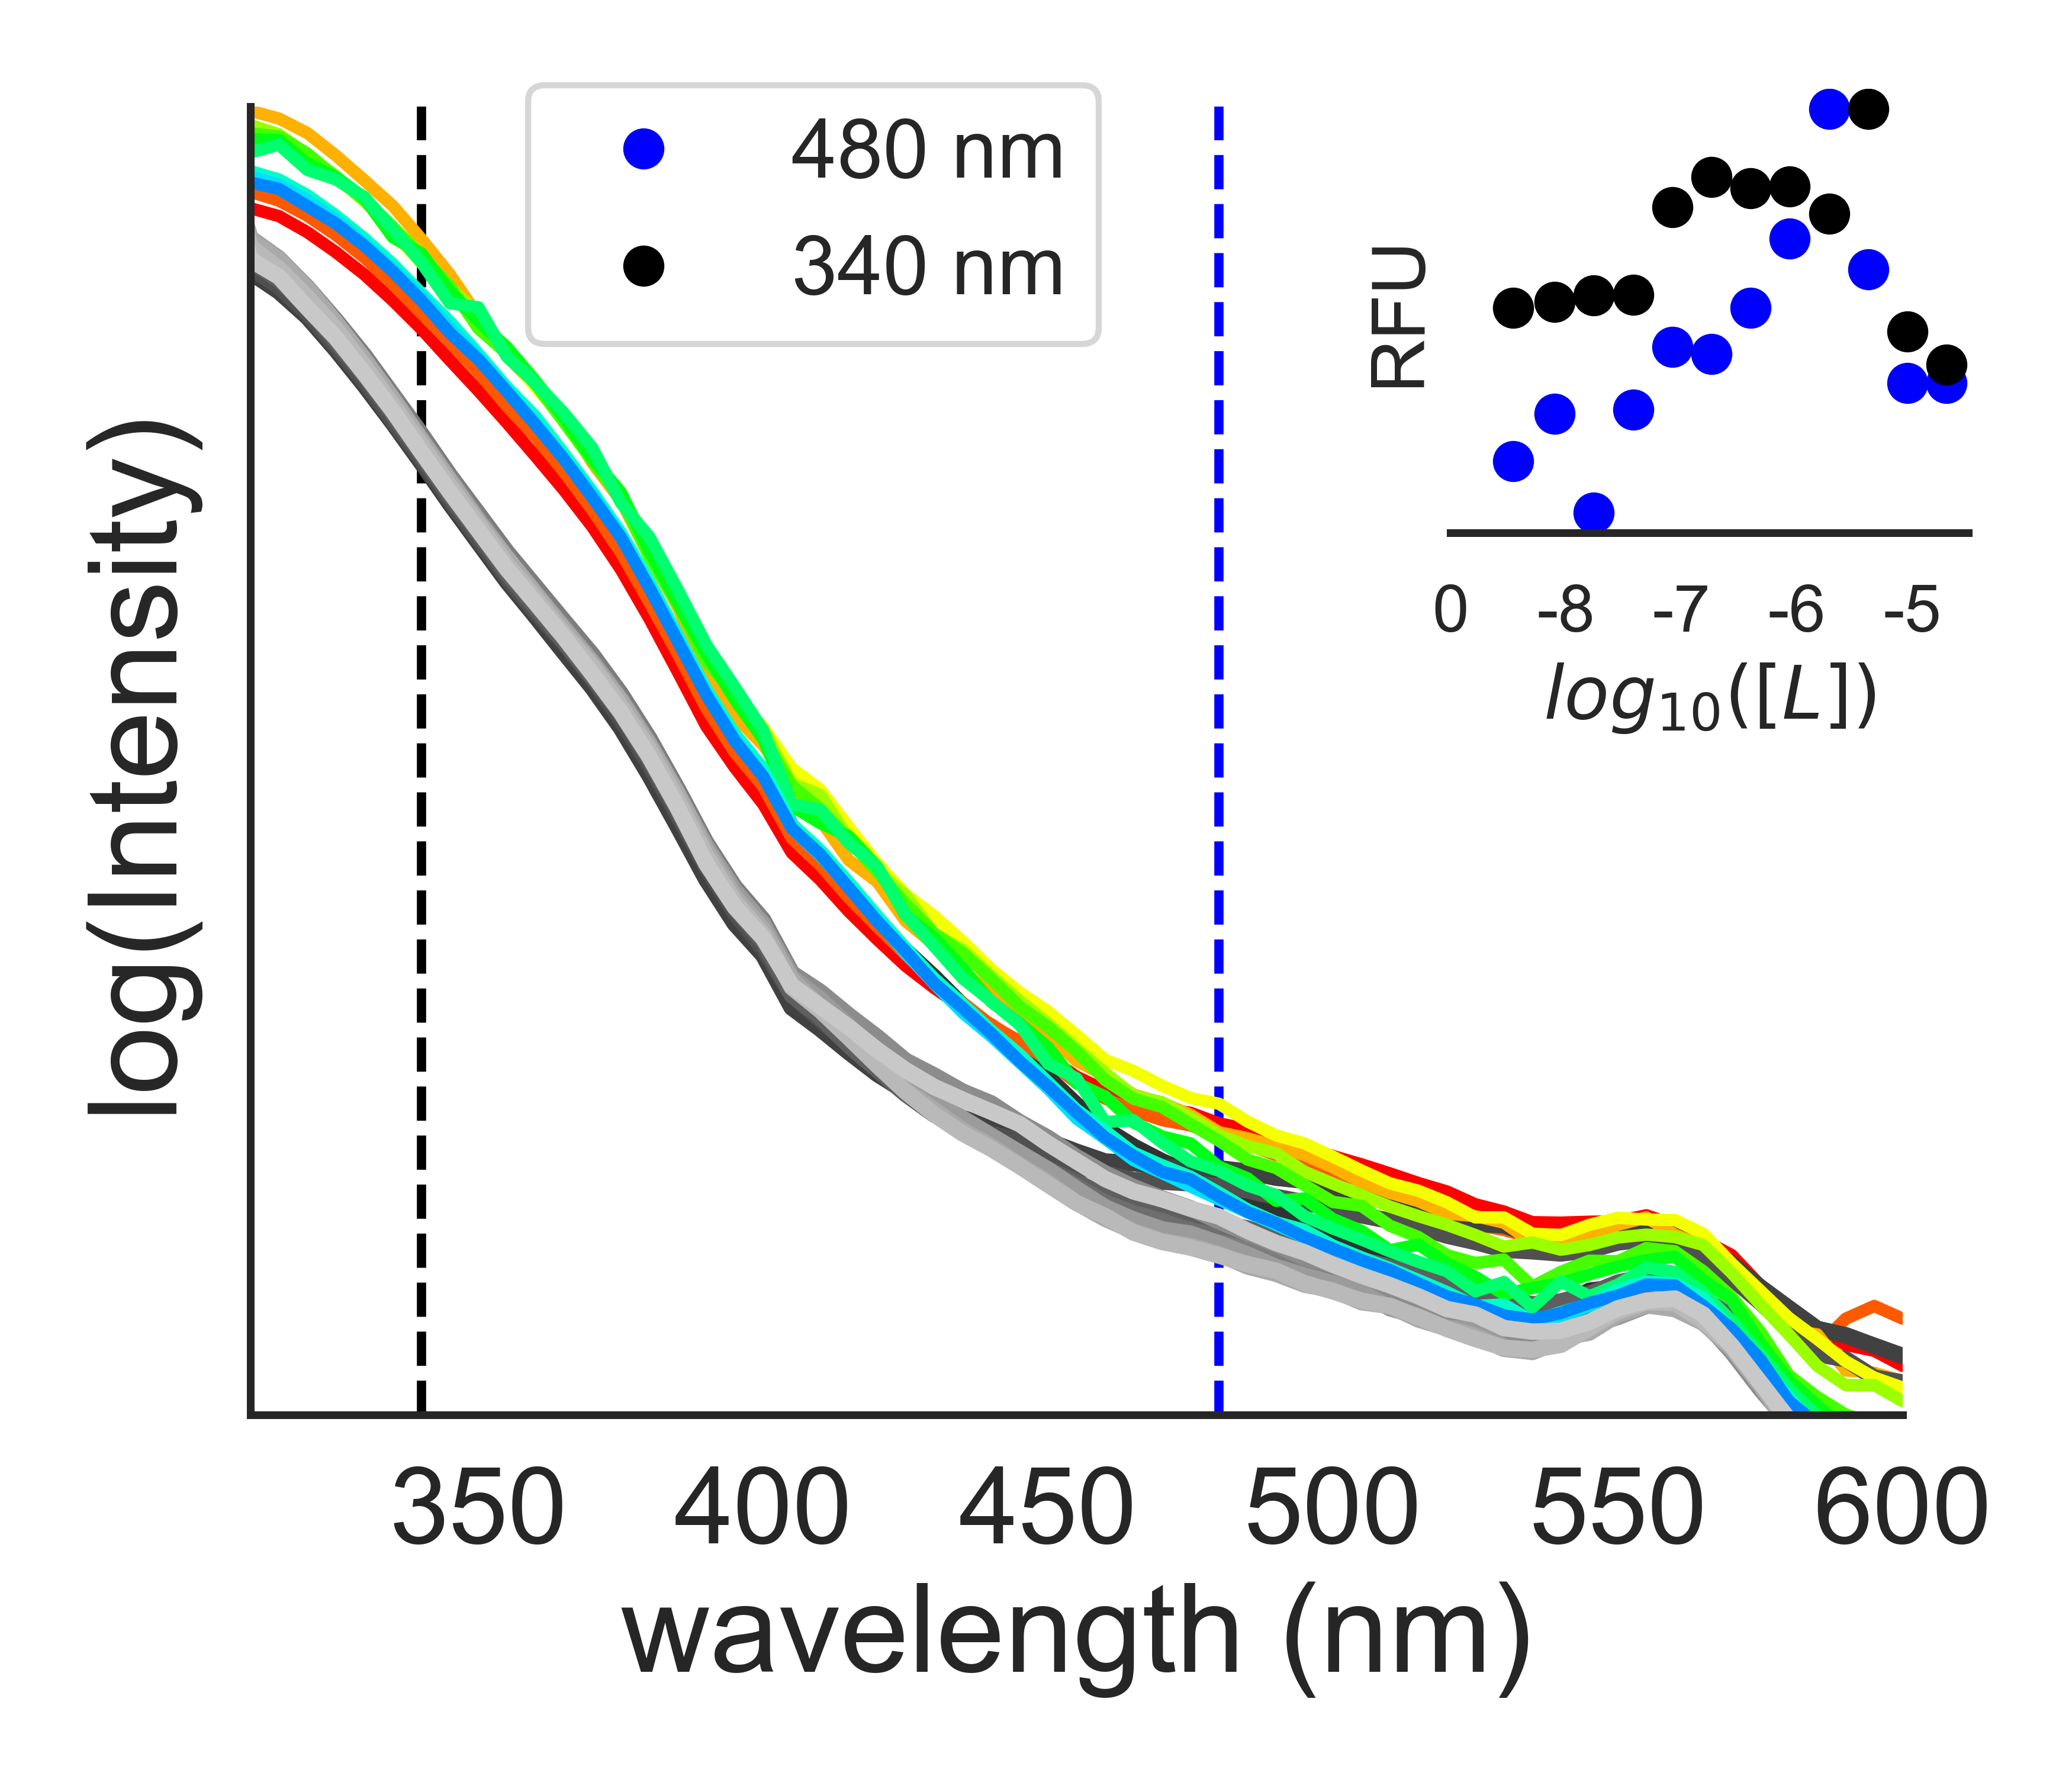 480 nm
340 nm
RFU
0 -8 -7 -6 -5
log10([L])
log(Intensity)
350 400 450 500 550 600
wavelength (nm)